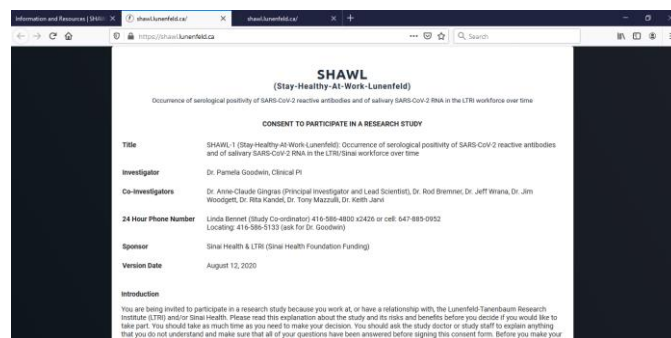 Information and Resources | SHAW
shawl.lunenfeld.ca/
shawl.lunenfeld.ca/
https://shawl.lunenfeld.ca
Search
SHAWL
(Stay-Healthy-At-Work-Lunenfeld)
Occurrence of serological positivity of SARS-CoV-2 reactive antibodies and of salivary SARS-CoV-2 RNA in the LTRI workforce over time
CONSENT TO PARTICIPATE IN A RESEARCH STUDY
Title
SHAWL-1 (Stay-Healthy-At-Work-Lunenfeld): Occurrence of serological positivity of SARS-CoV-2 reactive antibodies
and of salivary SARS-CoV-2 RNA in the LTRI/Sinai workforce over time
Investigator
Dr. Pamela Goodwin, Clinical PI
Co-Investigators
Dr. Anne-Claude Gingras (Principal Investigator and Lead Scientist), Dr. Rod Bremner, Dr. Jeff Wrana, Dr. Jim
Woodgett, Dr. Rita Kandel, Dr. Tony Mazzulli, Dr. Keith Jarvi
24 Hour Phone Number
Linda Bennet (Study Co-ordinator) 416-586-4800 x2426 or cell: 647-885-0952
Locating: 416-586-5133 (ask for Dr. Goodwin)
Sponsor
Sinai Health & LTRI (Sinai Health Foundation Funding)
Version Date
August 12, 2020
Introduction
You are being invited to participate in a research study because you work at, or have a relationship with, the Lunenfeld-Tanenbaum Research
Institute (LTRI) and/or Sinai Health. Please read this explanation about the study and its risks and benefits before you decide if you would like to
take part. You should take as much time as you need to make your decision. You should ask the study doctor or study staff to explain anything
that you do not understand and make sure that all of your questions have been answered before signing this consent form. Before you make your